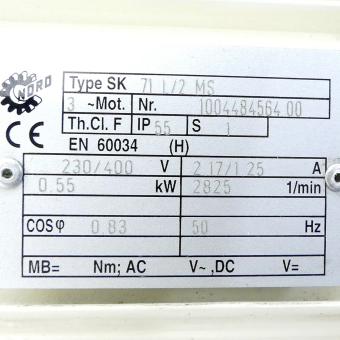 NORD
Type SK 71 L/2 MS
3 ~Mot. Nr. 1004484564 00
Th.Cl. F IP 55 S 1
CE EN 60034 (H)
230/400 V 2.17/1.25 A
0.55 kW 2825 1/min
COSφ 0.83 50 Hz
MB= Nm; AC V~ ,DC V=